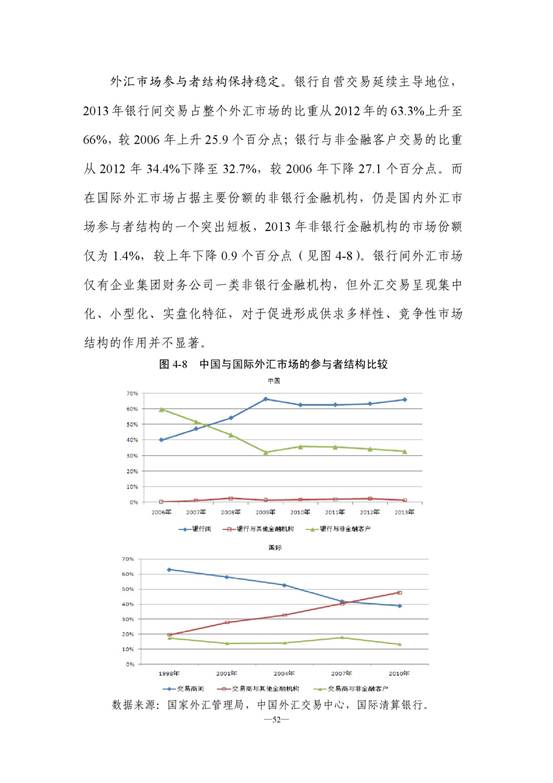 外汇市场参与者结构保持稳定。银行自营交易延续主导地位，
2013年银行间交易占整个外汇市场的比重从2012年的63.3%上升至
66%，较2006年上升25.9个百分点；银行与非金融客户交易的比重
从2012年34.4%下降至32.7%，较2006年下降27.1个百分点。而
在国际外汇市场占据主要份额的非银行金融机构，仍是国内外汇市
场参与者结构的一个突出短板，2013年非银行金融机构的市场份额
仅为1.4%，较上年下降0.9个百分点（见图4-8）。银行间外汇市场
仅有企业集团财务公司一类非银行金融机构，但外汇交易呈现集中
化、小型化、实盘化特征，对于促进形成供求多样性、竞争性市场
结构的作用并不显著。
图4-8 中国与国际外汇市场的参与者结构比较
中国
70%
60%
50%
40%
30%
20%
10%
0%
2006年 2007年 2008年 2009年 2010年 2011年 2012年 2013年
银行间 银行与其他金融机构 银行与非金融客户
国际
70%
60%
50%
40%
30%
20%
10%
0%
1998年 2001年 2004年 2007年 2010年
交易商间 交易商与其他金融机构 交易商与非金融客户
数据来源：国家外汇管理局，中国外汇交易中心，国际清算银行。
—52—